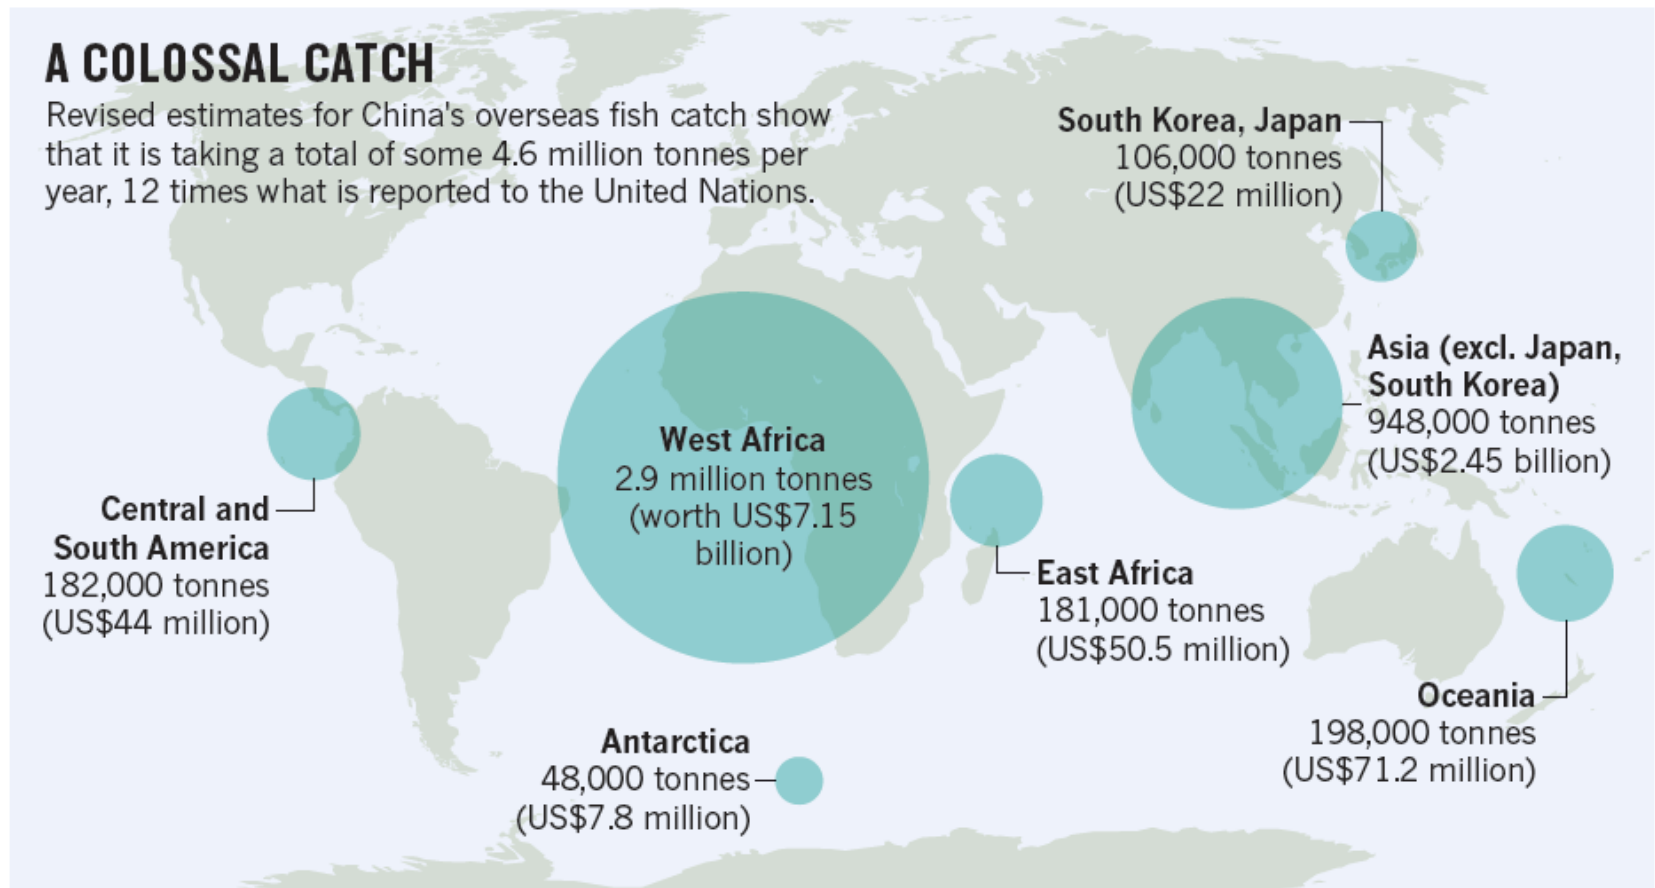 A COLOSSAL CATCH
Revised estimates for China's overseas fish catch show
that it is taking a total of some 4.6 million tonnes per
year, 12 times what is reported to the United Nations.
South Korea, Japan
106,000 tonnes
(US$22 million)
Asia (excl. Japan,
South Korea)
948,000 tonnes
(US$2.45 billion)
West Africa
2.9 million tonnes
(worth US$7.15
billion)
Central and
South America
182,000 tonnes
(US$44 million)
East Africa
181,000 tonnes
(US$50.5 million)
Oceania
198,000 tonnes
(US$71.2 million)
Antarctica
48,000 tonnes
(US$7.8 million)